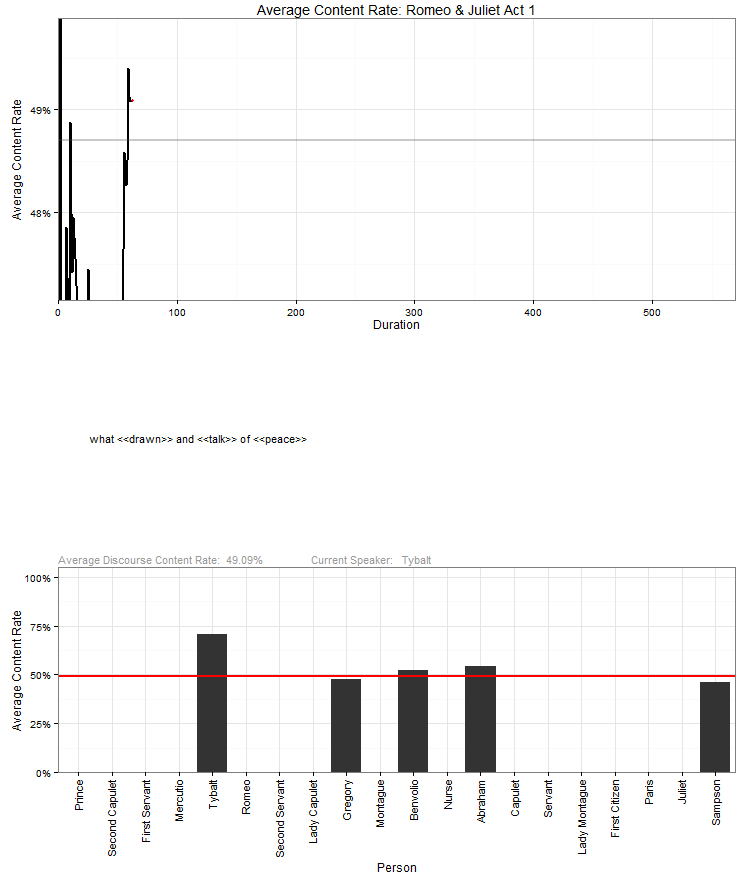 Average Content Rate: Romeo & Juliet Act 1
Average Content Rate
49%
48%
0 100 200 300 400 500
Duration
what <<drawn>> and <<talk>> of <<peace>>
Average Discourse Content Rate: 49.09% Current Speaker: Tybalt
Average Content Rate
100%
75%
50%
25%
0%
Prince
Second Capulet
First Servant
Mercutio
Tybalt
Romeo
Second Servant
Lady Capulet
Gregory
Montague
Benvolio
Nurse
Abraham
Capulet
Servant
Lady Montague
First Citizen
Paris
Juliet
Sampson
Person